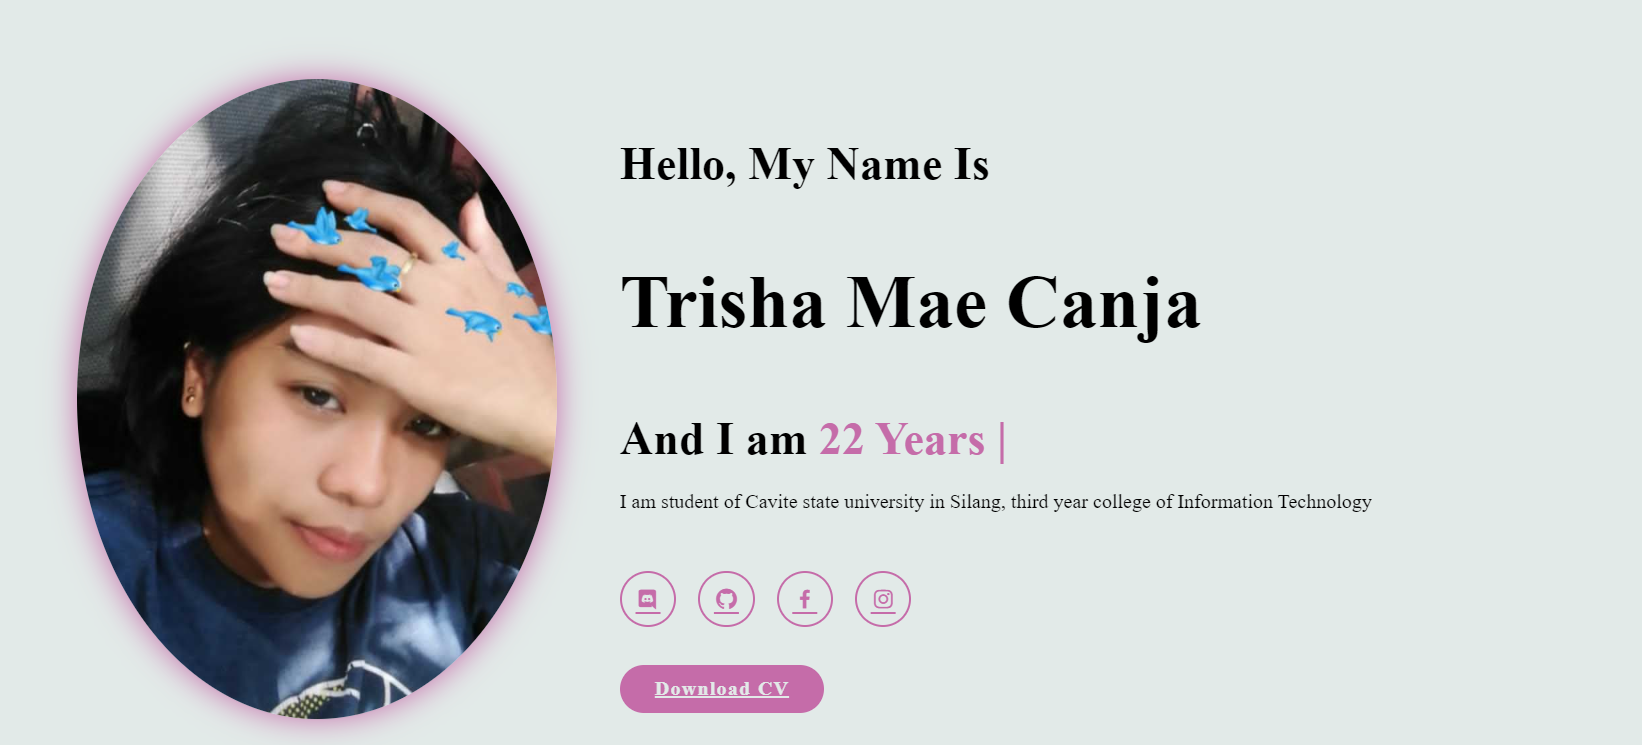 Hello, My Name Is
Trisha Mae Canja
And I am 22 Years |
I am student of Cavite state university in Silang, third year college of Information Technology
Download CV